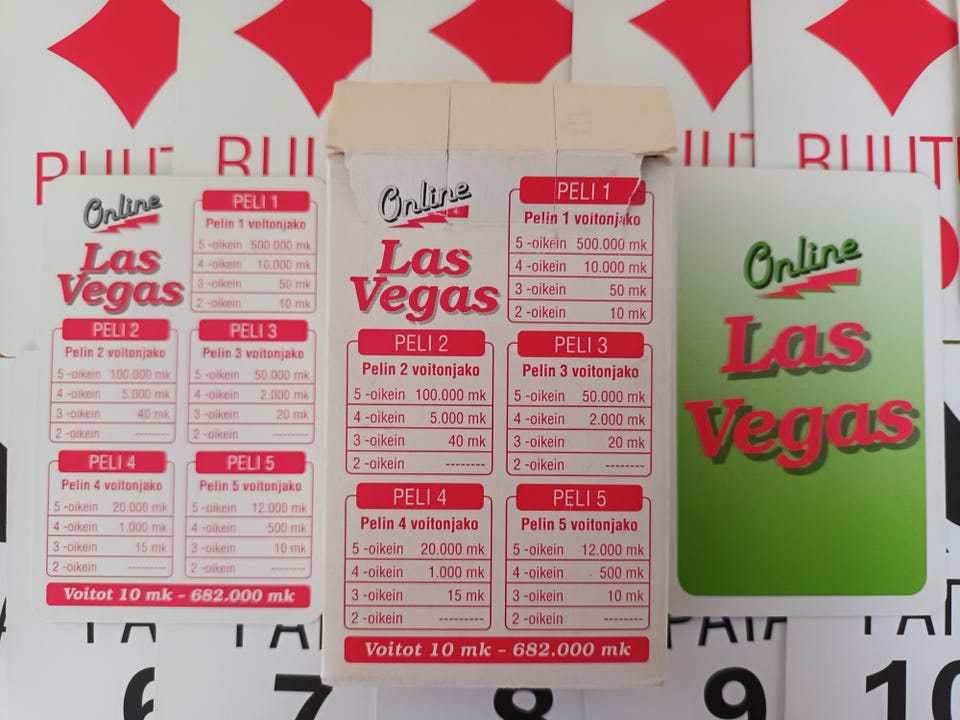 RUUT
RUUT
RUUT
RUUT
Online
Las
Vegas
PELI 1
Pelin 1 voitonjako
5 -oikein 500.000 mk
4 -oikein 10.000 mk
3 -oikein 50 mk
2 -oikein 10 mk
PELI 2
Pelin 2 voitonjako
5 -oikein 100.000 mk
4 -oikein 5.000 mk
3 -oikein 40 mk
2 -oikein --------
PELI 3
Pelin 3 voitonjako
5 -oikein 50.000 mk
4 -oikein 2.000 mk
3 -oikein 20 mk
2 -oikein --------
PELI 4
Pelin 4 voitonjako
5 -oikein 20.000 mk
4 -oikein 1.000 mk
3 -oikein 15 mk
2 -oikein ---------
PELI 5
Pelin 5 voitonjako
5 -oikein 12.000 mk
4 -oikein 500 mk
3 -oikein 10 mk
2 -oikein --------
Voitot 10 mk - 682.000 mk
Online
Las
Vegas
PELI 1
Pelin 1 voitonjako
5 -oikein 500.000 mk
4 -oikein 10.000 mk
3 -oikein 50 mk
2 -oikein 10 mk
PELI 2
Pelin 2 voitonjako
5 -oikein 100.000 mk
4 -oikein 5.000 mk
3 -oikein 40 mk
2 -oikein --------
PELI 3
Pelin 3 voitonjako
5 -oikein 50.000 mk
4 -oikein 2.000 mk
3 -oikein 20 mk
2 -oikein --------
PELI 4
Pelin 4 voitonjako
5 -oikein 20.000 mk
4 -oikein 1.000 mk
3 -oikein 15 mk
2 -oikein ---------
PELI 5
Pelin 5 voitonjako
5 -oikein 12.000 mk
4 -oikein 500 mk
3 -oikein 10 mk
2 -oikein --------
Voitot 10 mk - 682.000 mk
Online
Las
Vegas
6 7 8 9 10